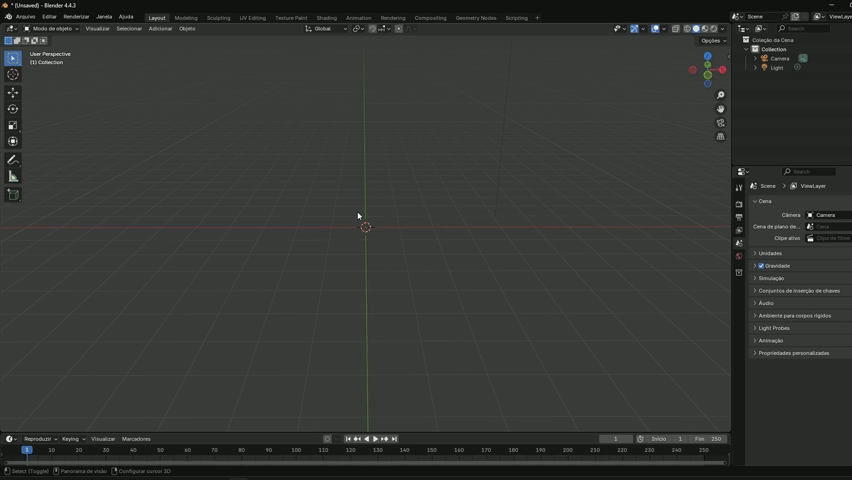 * (Unsaved) - Blender 4.4.3
Arquivo Editar Renderizar Janela Ajuda Layout Modeling Sculpting UV Editing Texture Paint Shading Animation Rendering Compositing Geometry Nodes Scripting + Scene ViewLayer
Modo de objeto Visualizar Selecionar Adicionar Objeto Global Search
Opções
User Perspective
(1) Collection
Coleção da Cena
Collection
Camera
Light
Search
Scene ViewLayer
Cena
Câmera Camera
Cena de plano de... Cena
Clipe ativo Clipe de filme
Unidades
Gravidade
Simulação
Conjuntos de inserção de chaves
Áudio
Ambiente para corpos rígidos
Light Probes
Animação
Propriedades personalizadas
Reproduzir Keying Visualizar Marcadores 1 Início 1 Fim 250
1 10 20 30 40 50 60 70 80 90 100 110 120 130 140 150 160 170 180 190 200 210 220 230 240 250
Select (Toggle) Panorama de visão Configurar cursor 3D